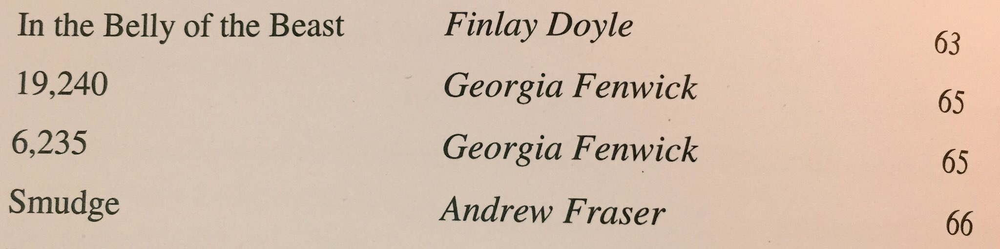 In the Belly of the Beast Finlay Doyle 63
19,240 Georgia Fenwick 65
6,235 Georgia Fenwick 65
Smudge Andrew Fraser 66